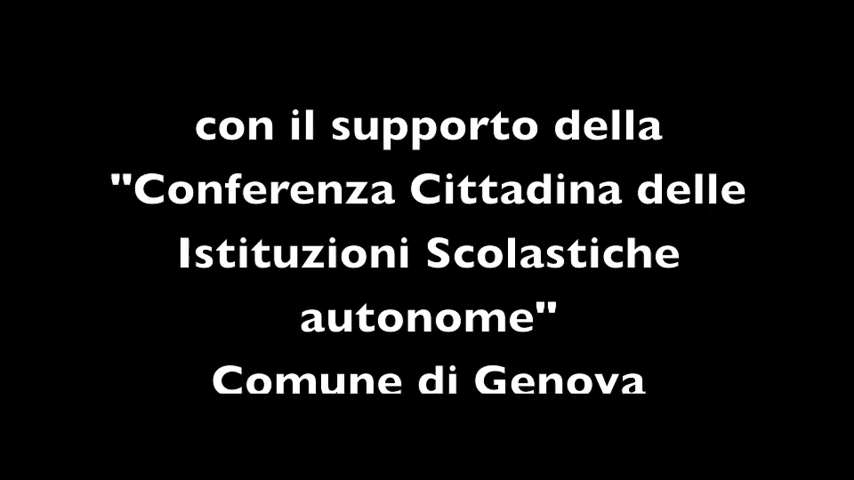 con il supporto della
"Conferenza Cittadina delle
Istituzioni Scolastiche
autonome"
Comune di Genova